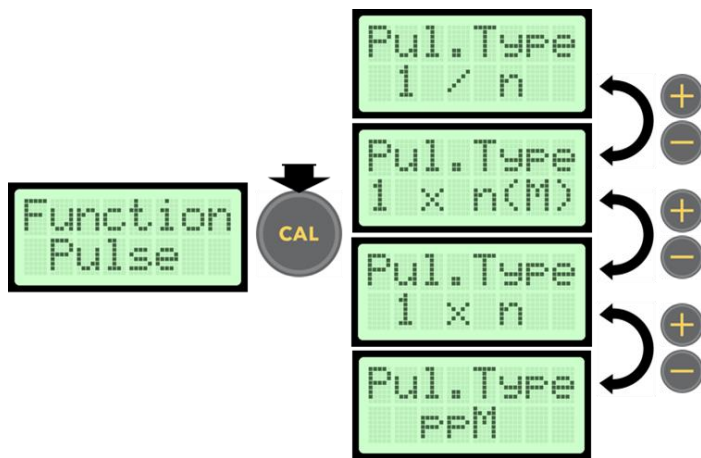 Function
Pulse
CAL
Pul.Type
1 / n
Pul.Type
1 x n(M)
Pul.Type
1 x n
Pul.Type
ppM
+
−
+
−
+
−